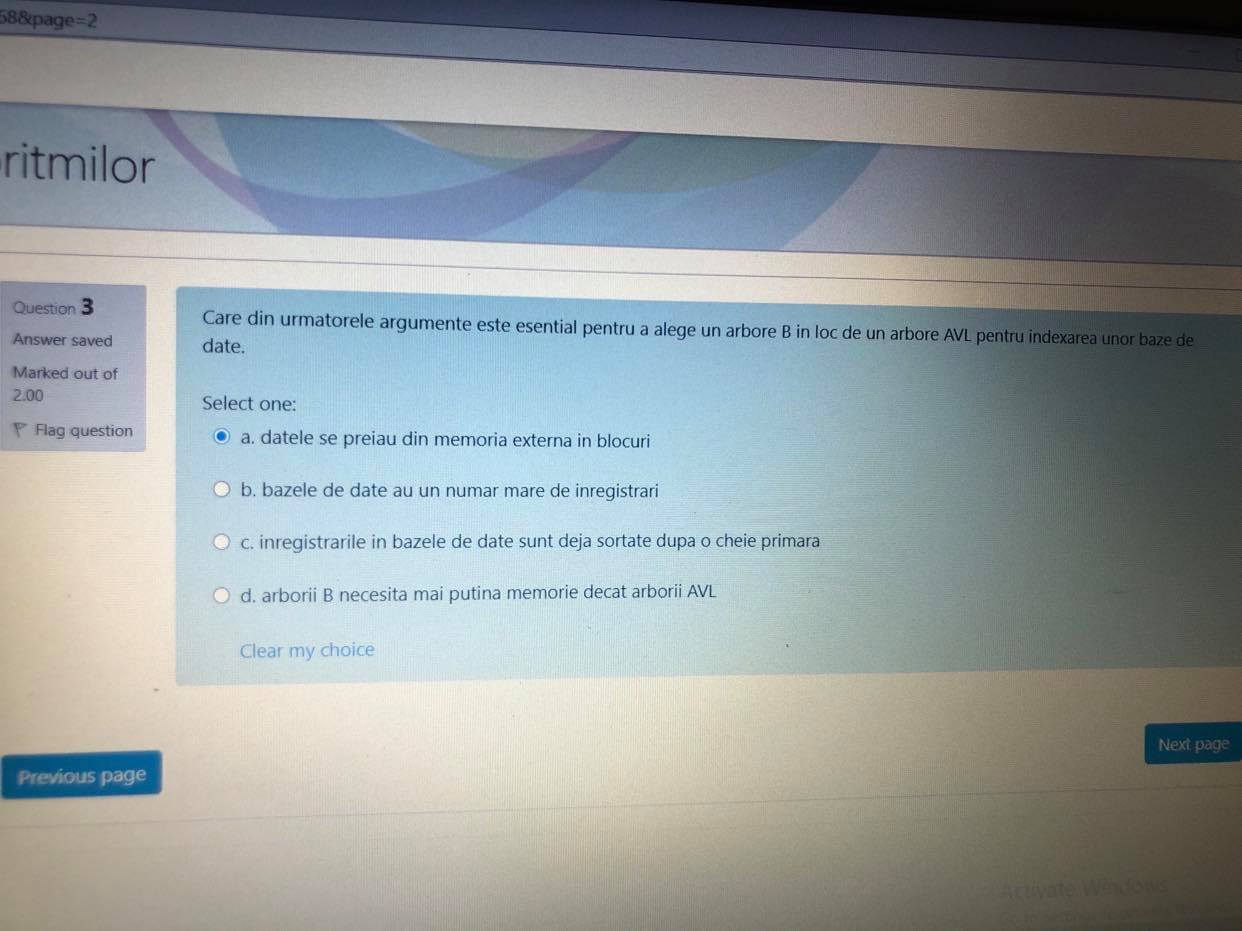 58&page=2
ritmilor
Question 3
Answer saved
Marked out of
2.00
Flag question
Care din urmatorele argumente este esential pentru a alege un arbore B in loc de un arbore AVL pentru indexarea unor baze de
date.
Select one:
a. datele se preiau din memoria externa in blocuri
b. bazele de date au un numar mare de inregistrari
c. inregistrarile in bazele de date sunt deja sortate dupa o cheie primara
d. arborii B necesita mai putina memorie decat arborii AVL
Clear my choice
Previous page
Next page
Activate Windows